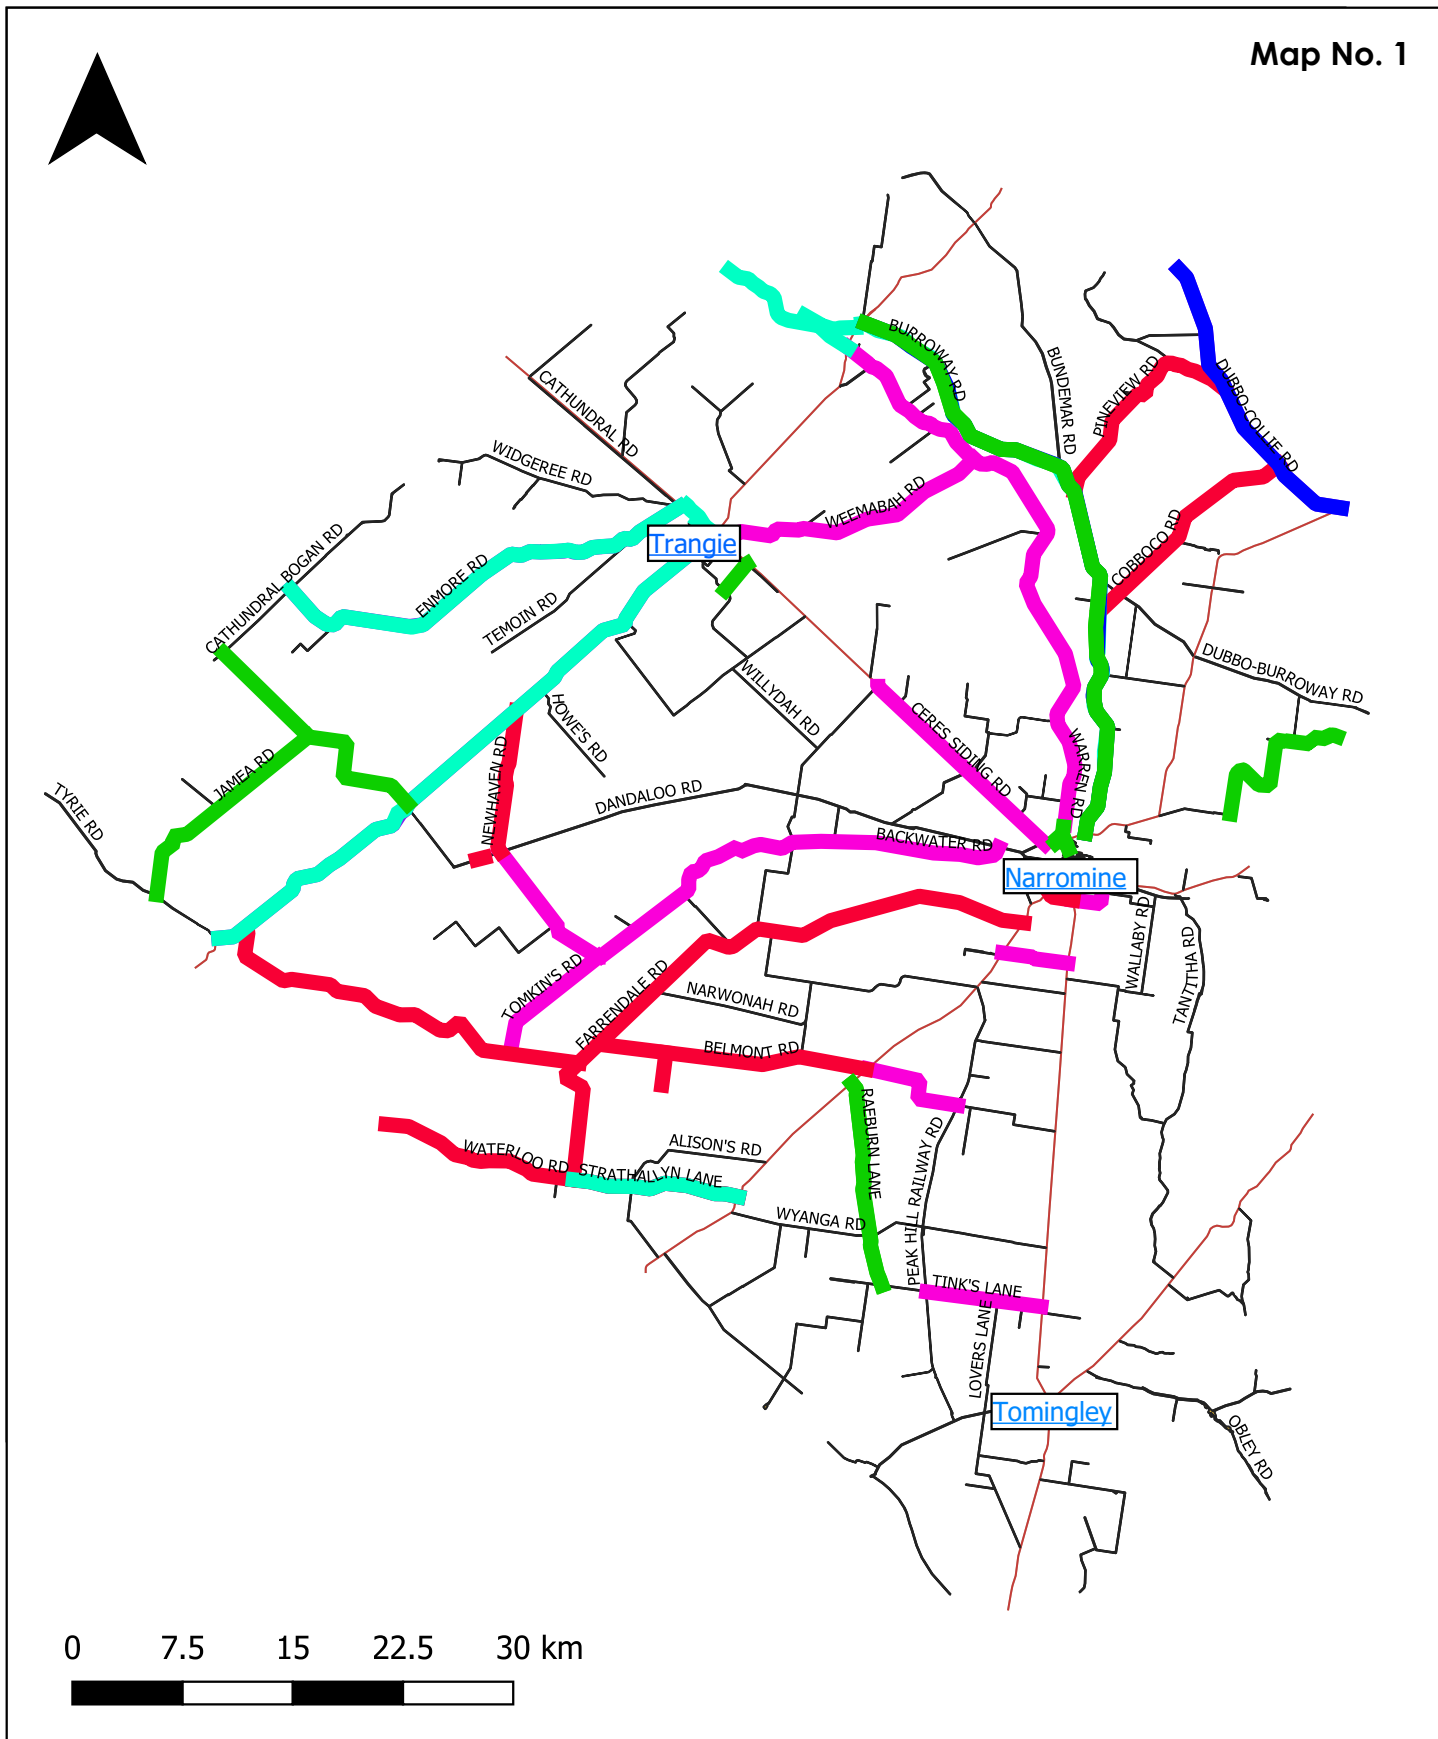 Map No. 1
BURROWAY RD
BUNDEMAR RD
PINEVIEW RD
DUBBO-COLLIE RD
CATHUNDRAL RD
WIDGEREE RD
WEEMABAH RD
COBBOCO RD
CATHUNDRAL BOGAN RD
ENMORE RD
Trangie
TEMOIN RD
DUBBO-BURROWAY RD
WILLYDAH RD
HOWE'S RD
CERES SIDING RD
WARREN RD
JAMEA RD
NEWHAVEN RD
TYRIE RD
DANDALOO RD
BACKWATER RD
Narromine
WALLABY RD
TANTITHA RD
TOMKIN'S RD
FARRENDALE RD
NARWONAH RD
BELMONT RD
RAEBURN LANE
PEAK HILL RAILWAY RD
ALISON'S RD
WATERLOO RD
STRATHALLYN LANE
WYANGA RD
TINK'S LANE
LOVERS LANE
Tomingley
OBLEY RD
0 7.5 15 22.5 30 km